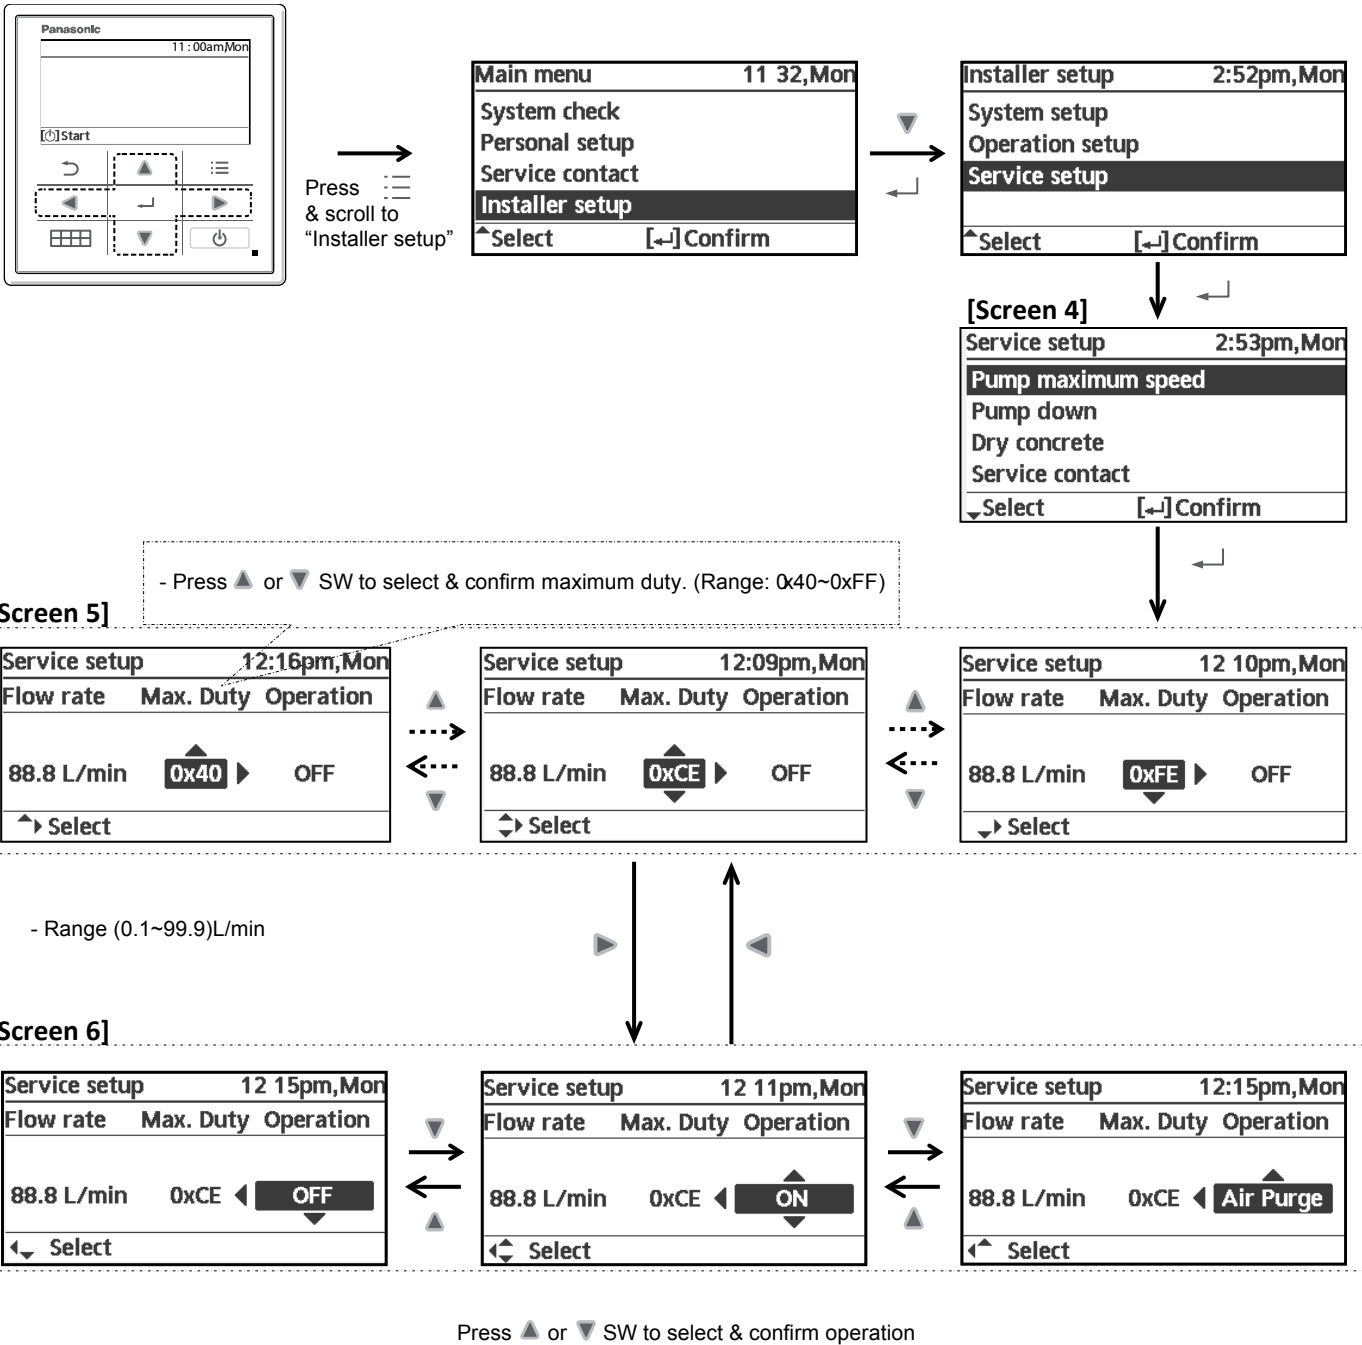 Panasonic
11 : 00am,Mon
[⏻] Start
Press
& scroll to
“Installer setup”
Main menu 11 32,Mon
System check
Personal setup
Service contact
Installer setup
Select [↵] Confirm
Installer setup 2:52pm,Mon
System setup
Operation setup
Service setup
Select [↵] Confirm
[Screen 4]
Service setup 2:53pm,Mon
Pump maximum speed
Pump down
Dry concrete
Service contact
Select [↵] Confirm
- Press ▲ or ▼ SW to select & confirm maximum duty. (Range: 0x40~0xFF)
Screen 5]
Service setup 12:16pm,Mon
Flow rate Max. Duty Operation
88.8 L/min 0x40 OFF
Select
Service setup 12:09pm,Mon
Flow rate Max. Duty Operation
88.8 L/min 0xCE OFF
Select
Service setup 12 10pm,Mon
Flow rate Max. Duty Operation
88.8 L/min 0xFE OFF
Select
- Range (0.1~99.9)L/min
Screen 6]
Service setup 12 15pm,Mon
Flow rate Max. Duty Operation
88.8 L/min 0xCE OFF
Select
Service setup 12 11pm,Mon
Flow rate Max. Duty Operation
88.8 L/min 0xCE ON
Select
Service setup 12:15pm,Mon
Flow rate Max. Duty Operation
88.8 L/min 0xCE Air Purge
Select
Press ▲ or ▼ SW to select & confirm operation